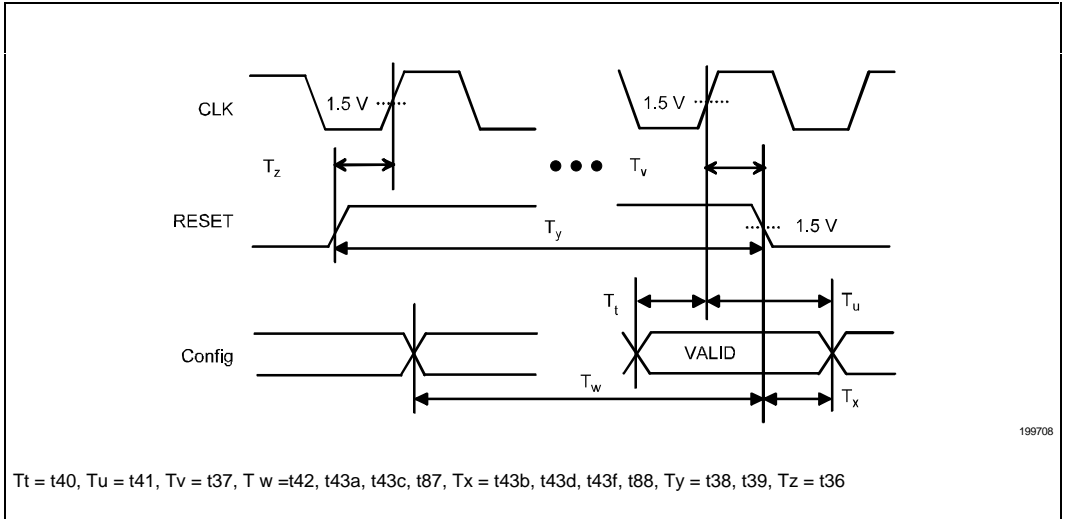 CLK
1.5 V
1.5 V
Tz
Tv
RESET
Ty
1.5 V
Tt
Tu
Config
VALID
Tw
Tx
199708
Tt = t40, Tu = t41, Tv = t37, T w =t42, t43a, t43c, t87, Tx = t43b, t43d, t43f, t88, Ty = t38, t39, Tz = t36